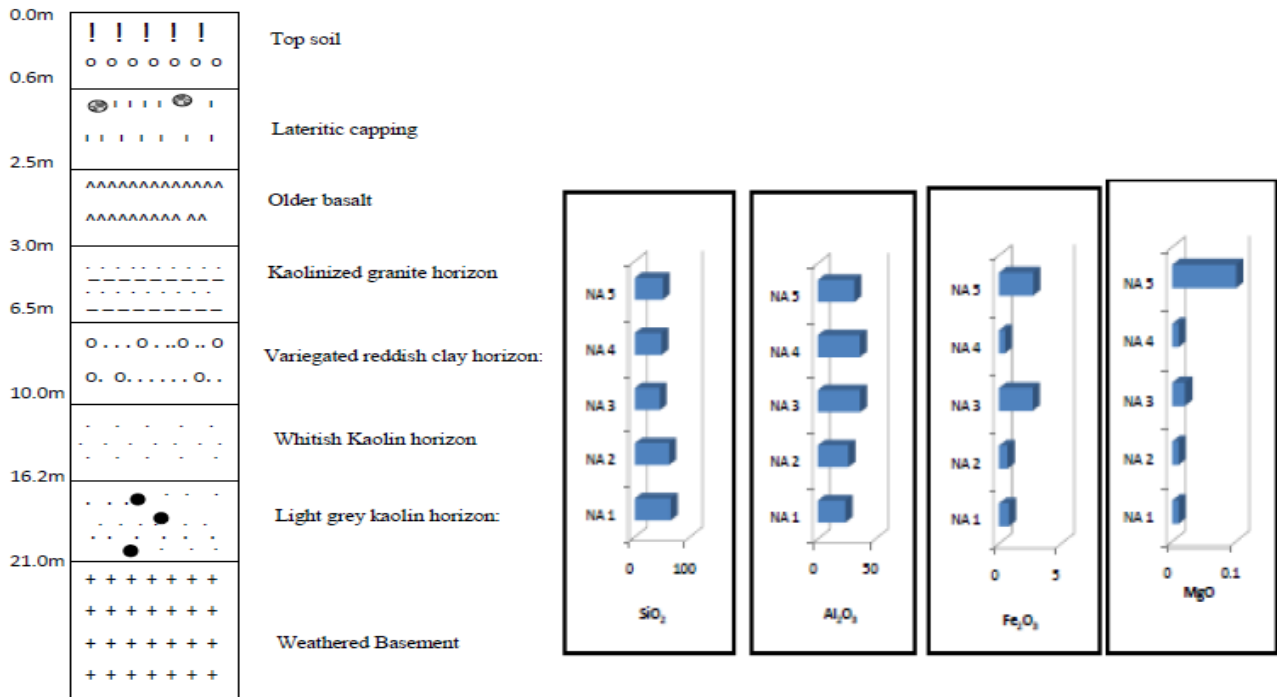 0.0m
Top soil
0.6m
Lateritic capping
2.5m
Older basalt
3.0m
Kaolinized granite horizon
6.5m
Variegated reddish clay horizon:
10.0m
Whitish Kaolin horizon
16.2m
Light grey kaolin horizon:
21.0m
Weathered Basement
NA 5
NA 4
NA 3
NA 2
NA 1
0 100
SiO₂
NA 5
NA 4
NA 3
NA 2
NA 1
0 50
Al₂O₃
NA 5
NA 4
NA 3
NA 2
NA 1
0 5
Fe₂O₃
NA 5
NA 4
NA 3
NA 2
NA 1
0 0.1
MgO